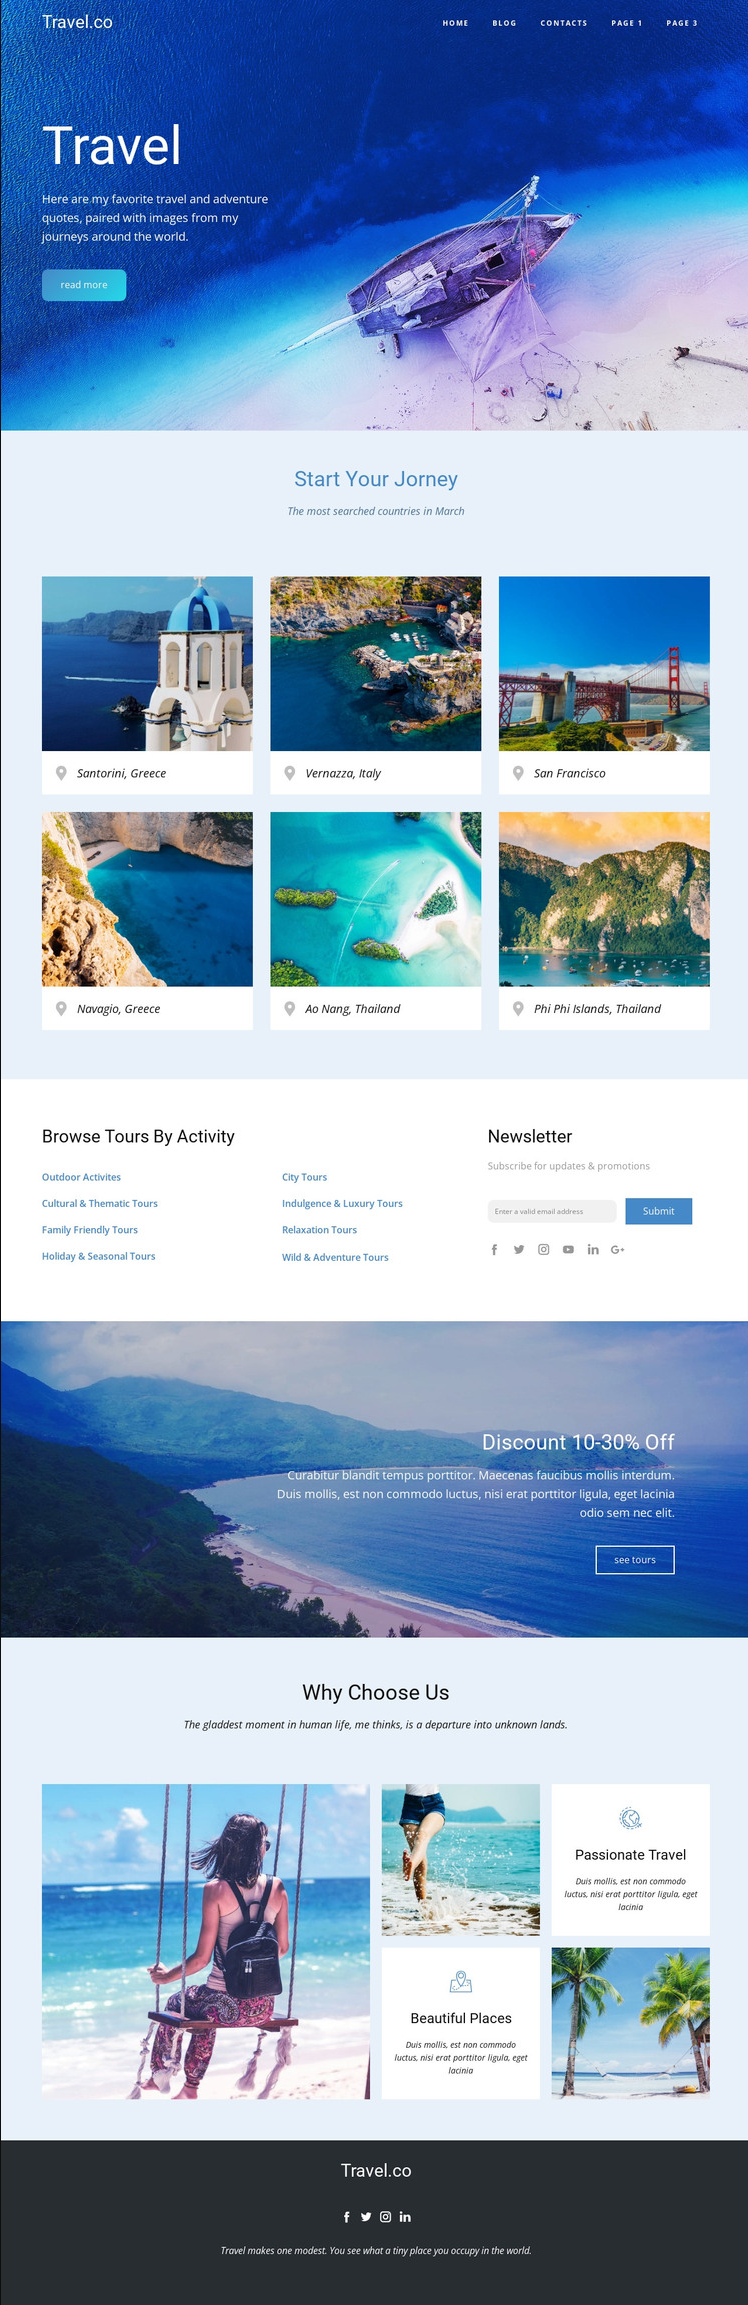 Travel.co
HOME BLOG CONTACTS PAGE 1 PAGE 3
Travel
Here are my favorite travel and adventure
quotes, paired with images from my
journeys around the world.
read more
Start Your Jorney
The most searched countries in March
Santorini, Greece
Vernazza, Italy
San Francisco
Navagio, Greece
Ao Nang, Thailand
Phi Phi Islands, Thailand
Browse Tours By Activity
Outdoor Activites
Cultural & Thematic Tours
Family Friendly Tours
Holiday & Seasonal Tours
City Tours
Indulgence & Luxury Tours
Relaxation Tours
Wild & Adventure Tours
Newsletter
Subscribe for updates & promotions
Enter a valid email address
Submit
Discount 10-30% Off
Curabitur blandit tempus porttitor. Maecenas faucibus mollis interdum.
Duis mollis, est non commodo luctus, nisi erat porttitor ligula, eget lacinia
odio sem nec elit.
see tours
Why Choose Us
The gladdest moment in human life, me thinks, is a departure into unknown lands.
Passionate Travel
Duis mollis, est non commodo
luctus, nisi erat porttitor ligula, eget
lacinia
Beautiful Places
Duis mollis, est non commodo
luctus, nisi erat porttitor ligula, eget
lacinia
Travel.co
Travel makes one modest. You see what a tiny place you occupy in the world.